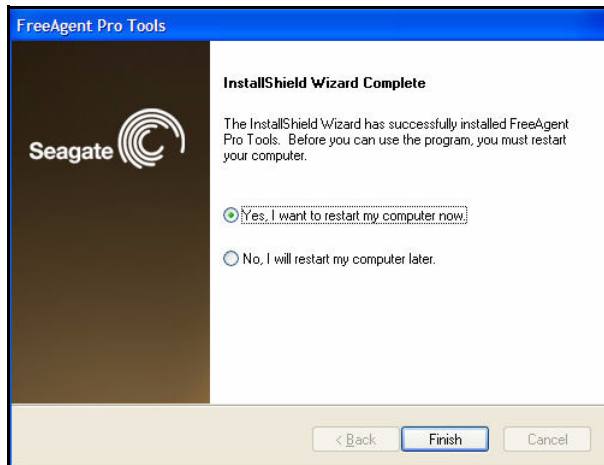 FreeAgent Pro Tools
InstallShield Wizard Complete
The InstallShield Wizard has successfully installed FreeAgent
Pro Tools. Before you can use the program, you must restart
your computer.
Seagate
Yes, I want to restart my computer now.
No, I will restart my computer later.
< Back
Finish
Cancel